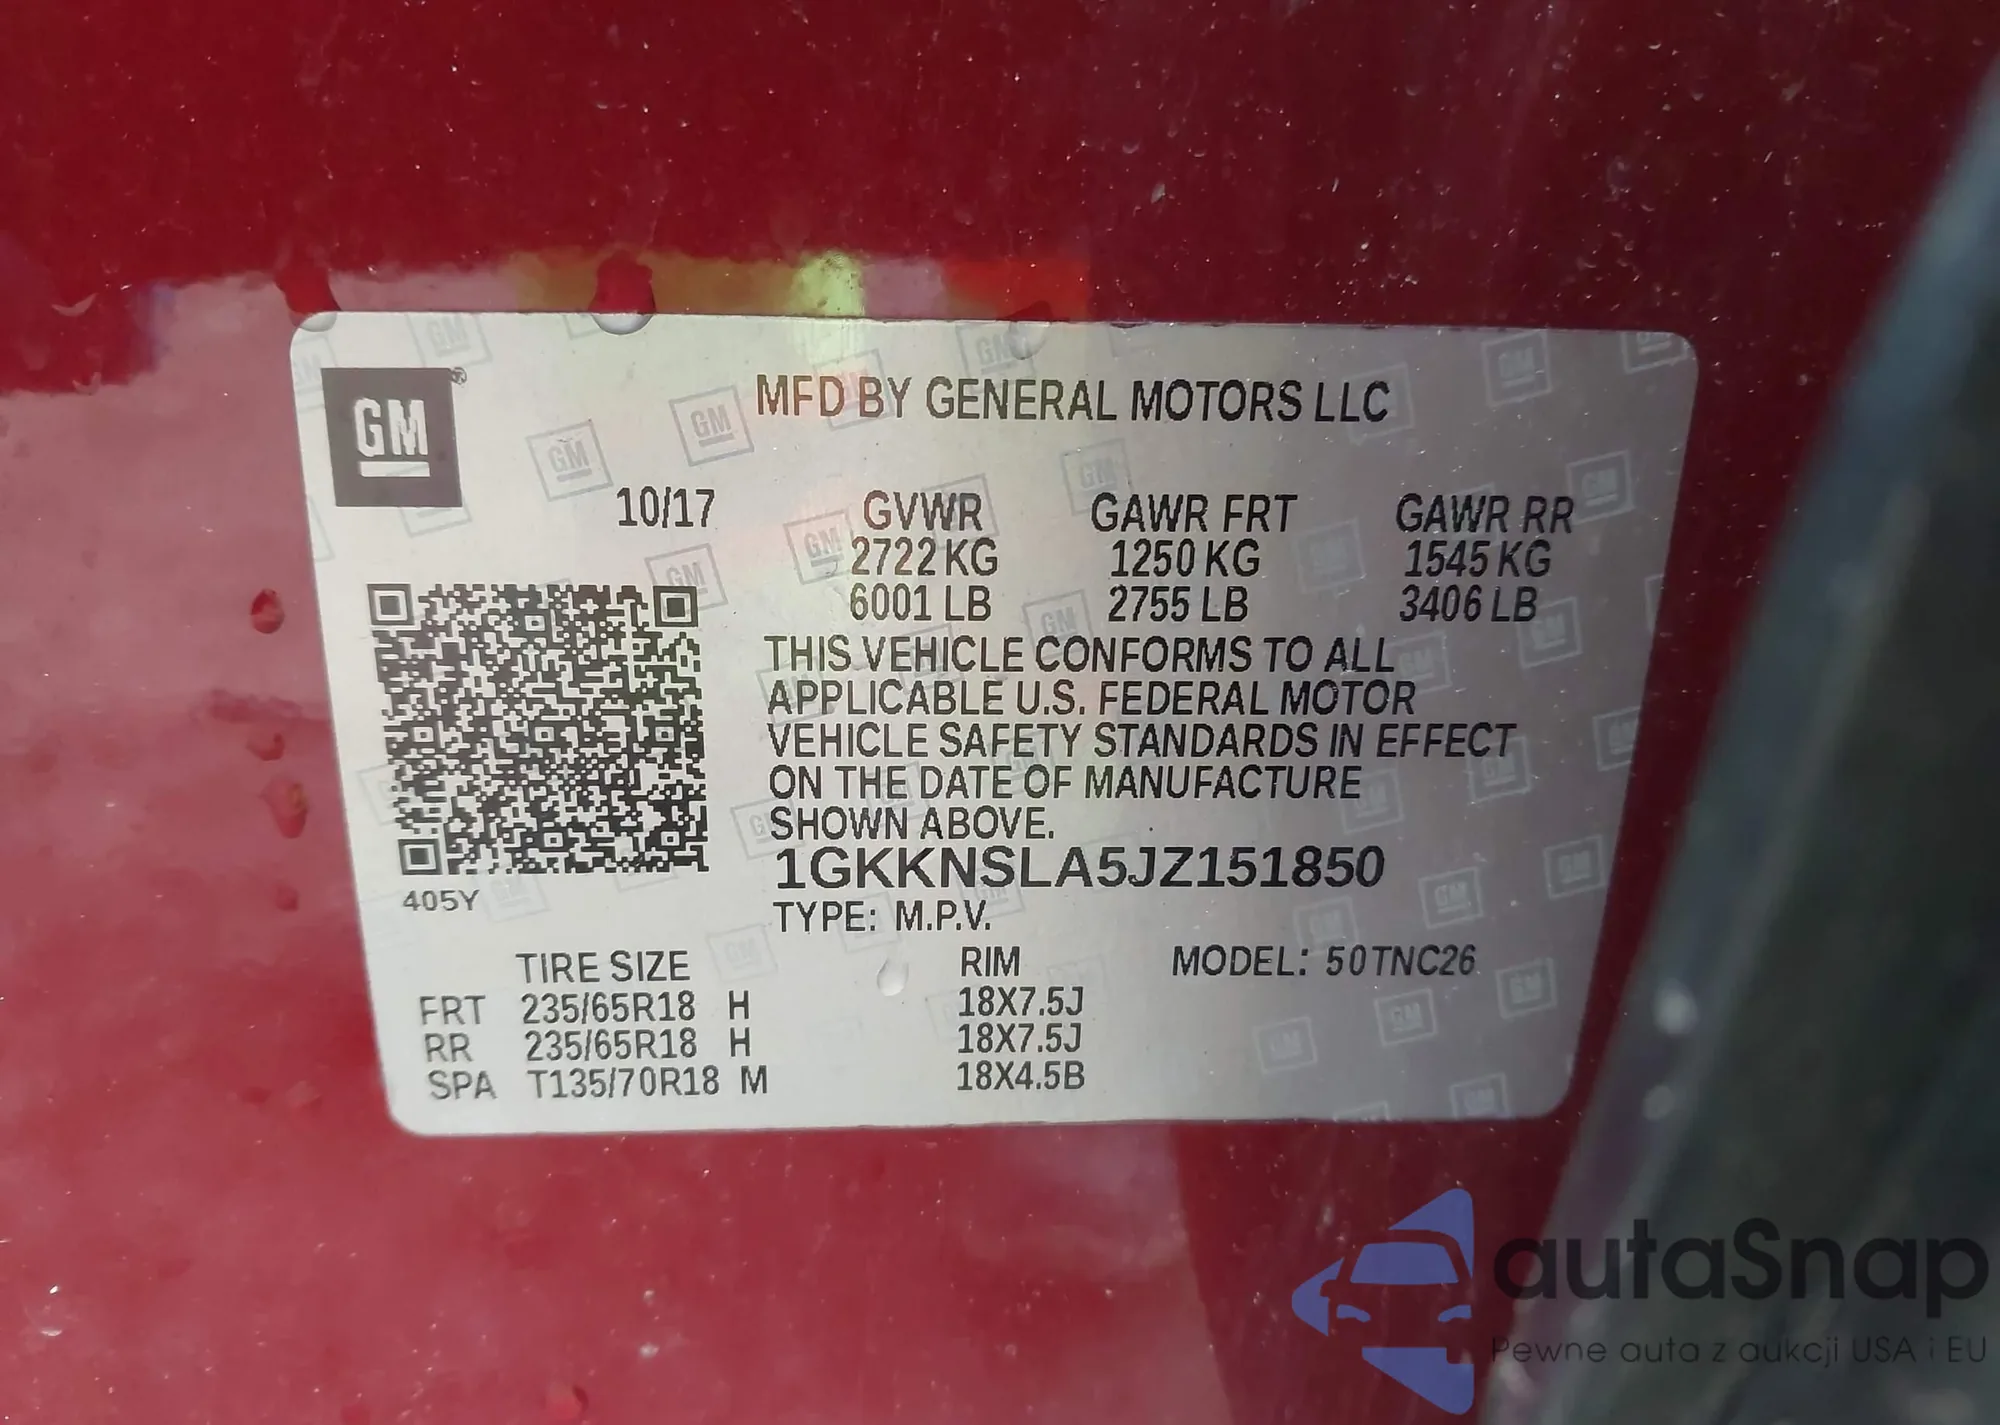 GM
MFD BY GENERAL MOTORS LLC
10/17 GVWR GAWR FRT GAWR RR
2722 KG 1250 KG 1545 KG
6001 LB 2755 LB 3406 LB
THIS VEHICLE CONFORMS TO ALL
APPLICABLE U.S. FEDERAL MOTOR
VEHICLE SAFETY STANDARDS IN EFFECT
ON THE DATE OF MANUFACTURE
SHOWN ABOVE.
1GKKNSLA5JZ151850
405Y
TYPE: M.P.V.
TIRE SIZE RIM MODEL: 50TNC26
FRT 235/65R18 H 18X7.5J
RR 235/65R18 H 18X7.5J
SPA T135/70R18 M 18X4.5B
autaSnap
Pewne auta z aukcji USA i EU